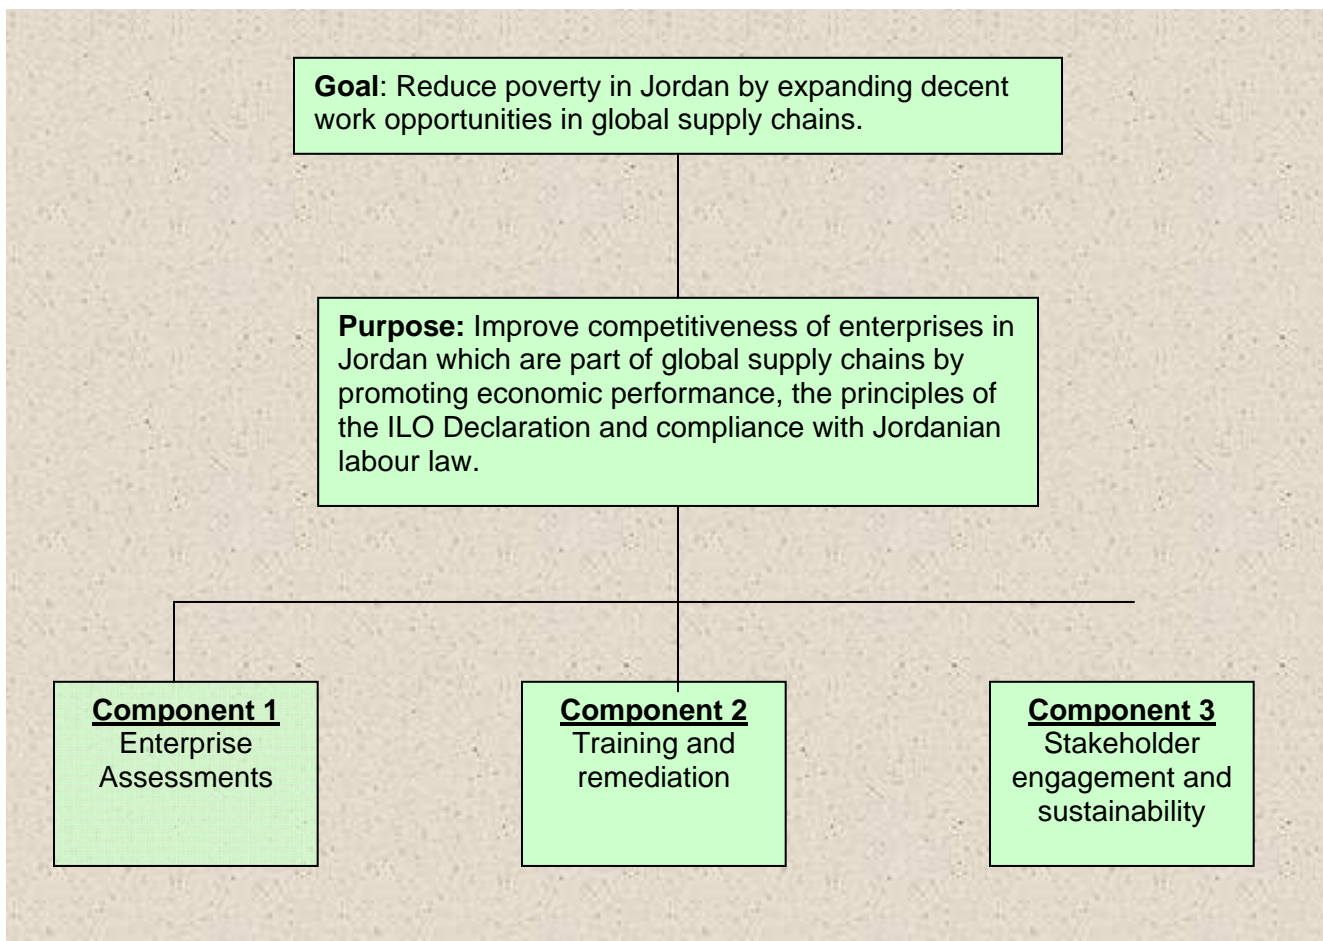 Goal: Reduce poverty in Jordan by expanding decent
work opportunities in global supply chains.
Purpose: Improve competitiveness of enterprises in
Jordan which are part of global supply chains by
promoting economic performance, the principles of
the ILO Declaration and compliance with Jordanian
labour law.
Component 1
Enterprise
Assessments
Component 2
Training and
remediation
Component 3
Stakeholder
engagement and
sustainability